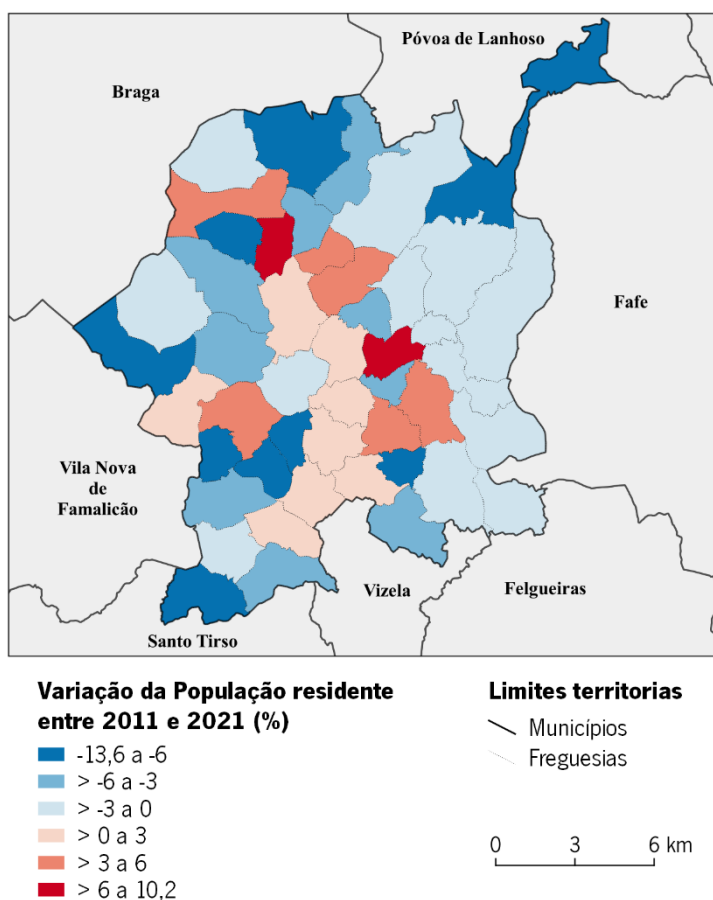 Póvoa de Lanhoso
Braga
Fafe
Vila Nova
de
Famalicão
Vizela
Felgueiras
Santo Tirso
Variação da População residente
entre 2011 e 2021 (%)
-13,6 a -6
> -6 a -3
> -3 a 0
> 0 a 3
> 3 a 6
> 6 a 10,2
Limites territorias
Municípios
Freguesias
0 3 6 km